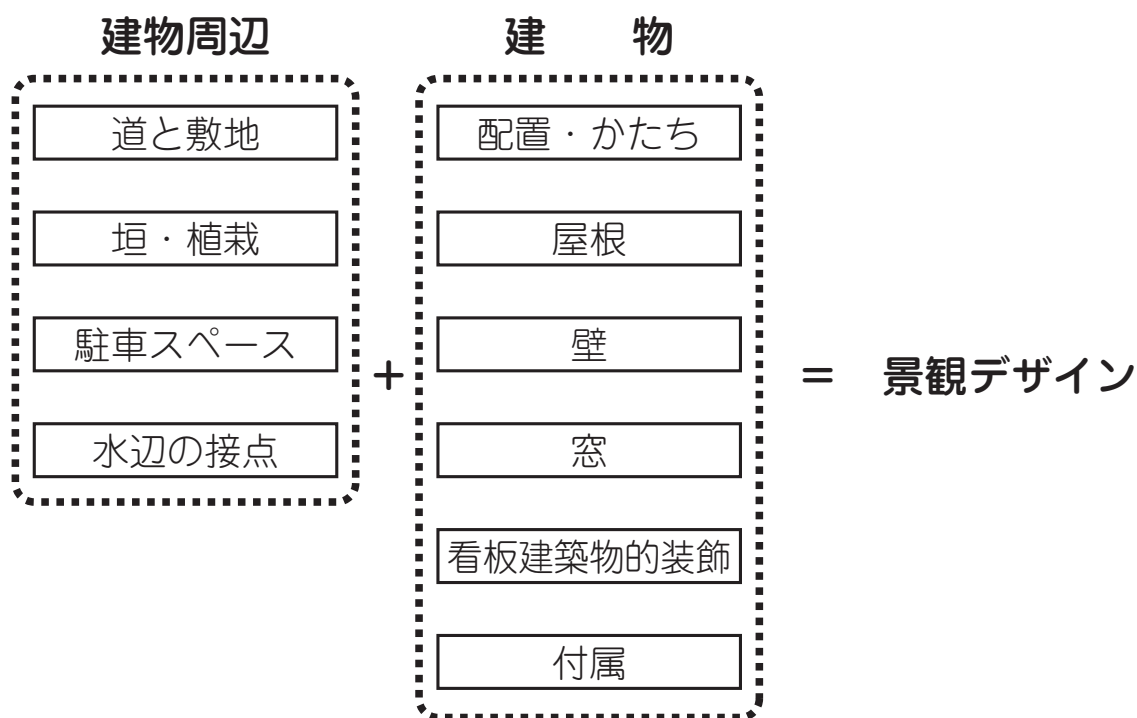 建物周辺
道と敷地
垣・植栽
駐車スペース
水辺の接点
+
建 物
配置・かたち
屋根
壁
窓
看板建築物的装飾
付属
= 景観デザイン